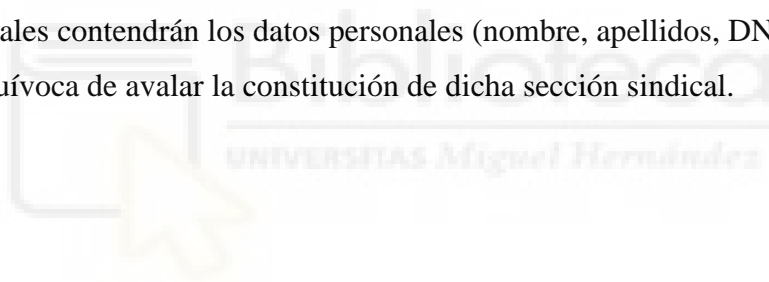 ales contendrán los datos personales (nombre, apellidos, DN
uívoca de avalar la constitución de dicha sección sindical.
Biblioteca
UNIVERSITAS Miguel Hernández